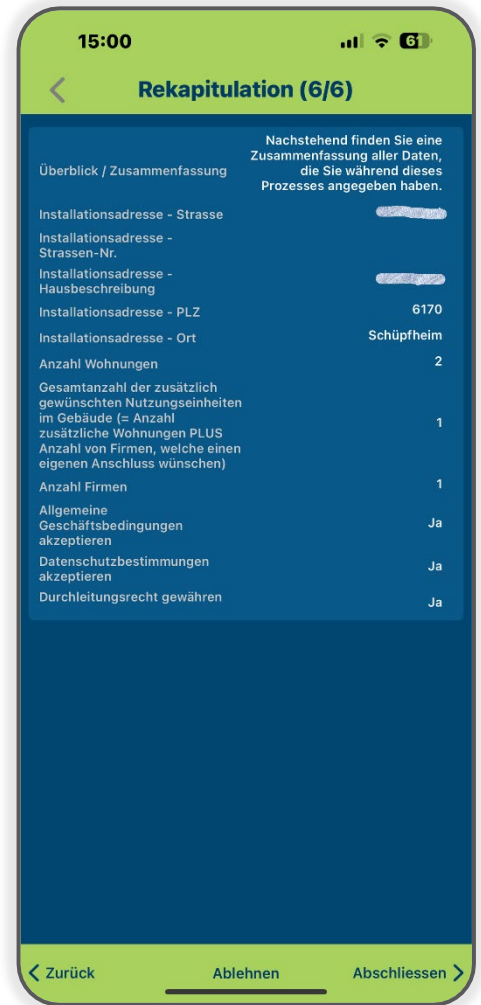 15:00
61
Rekapitulation (6/6)
Überblick / Zusammenfassung
Nachstehend finden Sie eine
Zusammenfassung aller Daten,
die Sie während dieses
Prozesses angegeben haben.
Installationsadresse - Strasse
Installationsadresse -
Strassen-Nr.
Installationsadresse -
Hausbeschreibung
Installationsadresse - PLZ
6170
Installationsadresse - Ort
Schüpfheim
Anzahl Wohnungen
2
Gesamtanzahl der zusätzlich
gewünschten Nutzungseinheiten
im Gebäude (= Anzahl
zusätzliche Wohnungen PLUS
Anzahl von Firmen, welche einen
eigenen Anschluss wünschen)
1
Anzahl Firmen
1
Allgemeine
Geschäftsbedingungen
akzeptieren
Ja
Datenschutzbestimmungen
akzeptieren
Ja
Durchleitungsrecht gewähren
Ja
Zurück
Ablehnen
Abschliessen